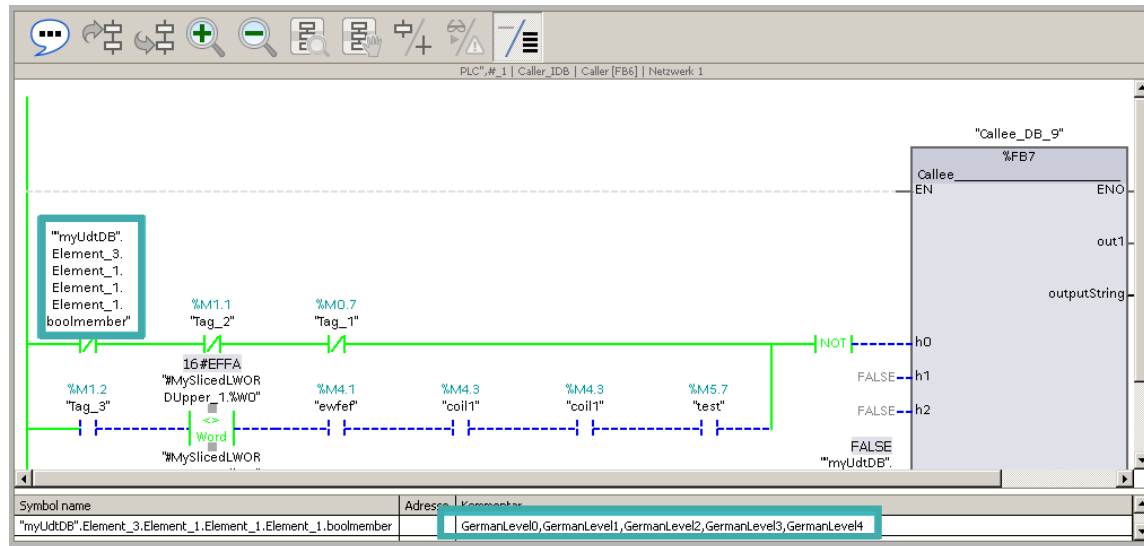 PLC",#_1 | Caller_IDB | Caller [FB6] | Netzwerk 1
"Callee_DB_9"
%FB7
Callee
EN
ENO
""myUdtDB".
Element_3.
Element_1.
Element_1.
Element_1.
boolmember"
out1
outputString
%M1.1
"Tag_2"
%M0.7
"Tag_1"
NOT
h0
16#EFFA
"#MySlicedLWOR
DUpper_1.%W0"
FALSE
h1
%M1.2
"Tag_3"
<>
Word
%M4.1
"ewfef"
%M4.3
"coil1"
%M4.3
"coil1"
%M5.7
"test"
FALSE
h2
"#MySlicedLWOR
FALSE
""myUdtDB".
Symbol name Adresse Kommentar
"myUdtDB".Element_3.Element_1.Element_1.Element_1.boolmember GermanLevel0,GermanLevel1,GermanLevel2,GermanLevel3,GermanLevel4